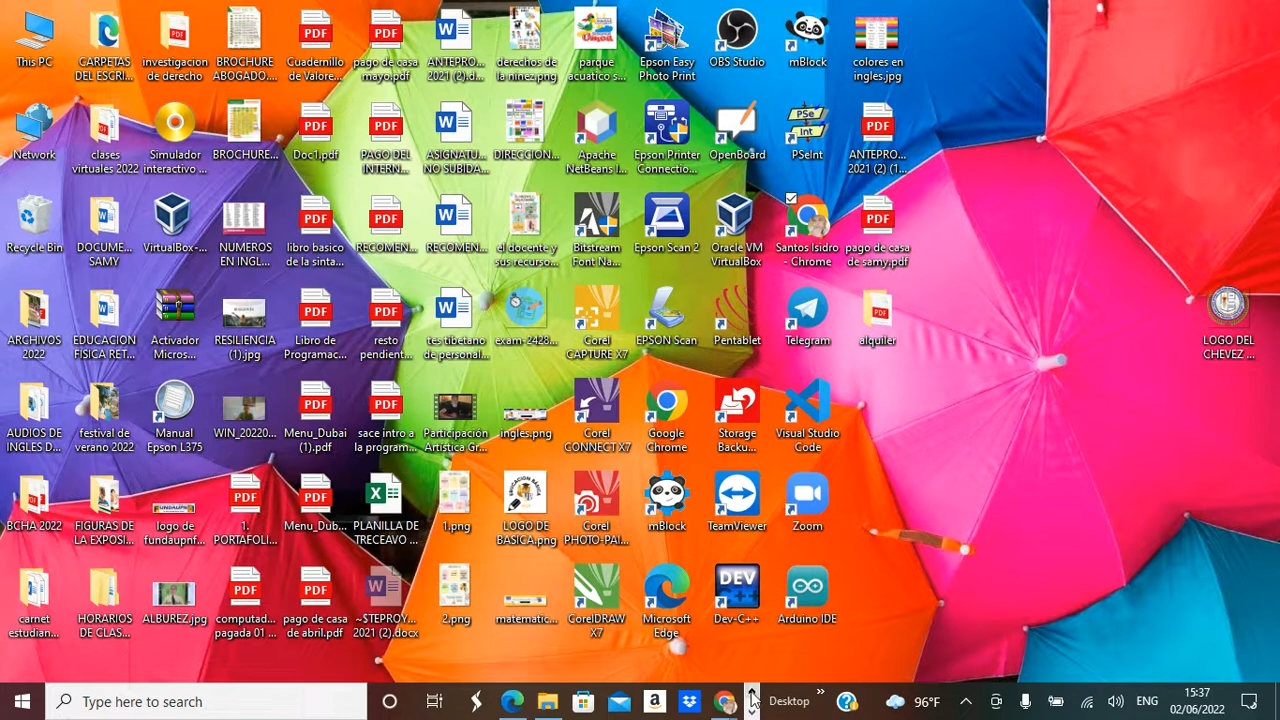 This PC
CARPETAS
DEL ESCRI...
investigacion
de derecho
BROCHURE
ABOGADO....
Cuadernillo
de Valore...
pago de casa
mayo.pdf
ANTEPRO...
2021 (2).d...
derechos de
la ninez.png
parque
acuatico s...
Epson Easy
Photo Print
OBS Studio
mBlock
colores en
ingles.jpg
Network
clases
virtuales 2022
Simulador
interactivo ...
BROCHURE...
Doc1.pdf
PAGO DEL
INTERN...
ASIGNATU...
NO SUBIDA...
DIRECCION...
Apache
NetBeans I...
Epson Printer
Connectio...
OpenBoard
PSeInt
ANTEPRO...
2021 (2) (1...
Recycle Bin
DOCUME...
SAMY
VirtualBox-...
NUMEROS
EN INGL...
libro basico
de la sinta...
RECOMEN...
RECOMEN...
el docente y
sus recurso...
Bitstream
Font Na...
Epson Scan 2
Oracle VM
VirtualBox
Santos Isidro
- Chrome
pago de casa
de samy.pdf
ARCHIVOS
2022
EDUCACION
FISICA RET...
Activador
Micros...
RESILIENCIA
(1).jpg
Libro de
Programac...
resto
pendient...
tes tibetano
de personal...
exam-2428...
Corel
CAPTURE X7
EPSON Scan
Pentablet
Telegram
alquiler
LOGO DEL
CHEVEZ ...
AUDIOS DE
INGLES I...
festival de
verano 2022
Manual
Epson L375
WIN_20220...
Menu_Dubai
(1).pdf
sace intro a
la program...
Participación
Artistica Gr...
ingles.png
Corel
CONNECT X7
Google
Chrome
Storage
Backu...
Visual Studio
Code
BCHA 2022
FIGURAS DE
LA EXPOSI...
logo de
fundaupnf...
1.
PORTAFOLI...
Menu_Dub...
PLANILLA DE
TRECEAVO ...
1.png
LOGO DE
BASICA.png
Corel
PHOTO-PAI...
mBlock
TeamViewer
Zoom
carnet
estudian...
HORARIOS
DE CLAS...
ALBUREZ.jpg
computad...
pagada 01 ...
pago de casa
de abril.pdf
~$TEPROY...
2021 (2).docx
2.png
matematic...
CorelDRAW
X7
Microsoft
Edge
Dev-C++
Arduino IDE
Type here to search
Desktop
96°F
ENG
15:37
02/06/2022